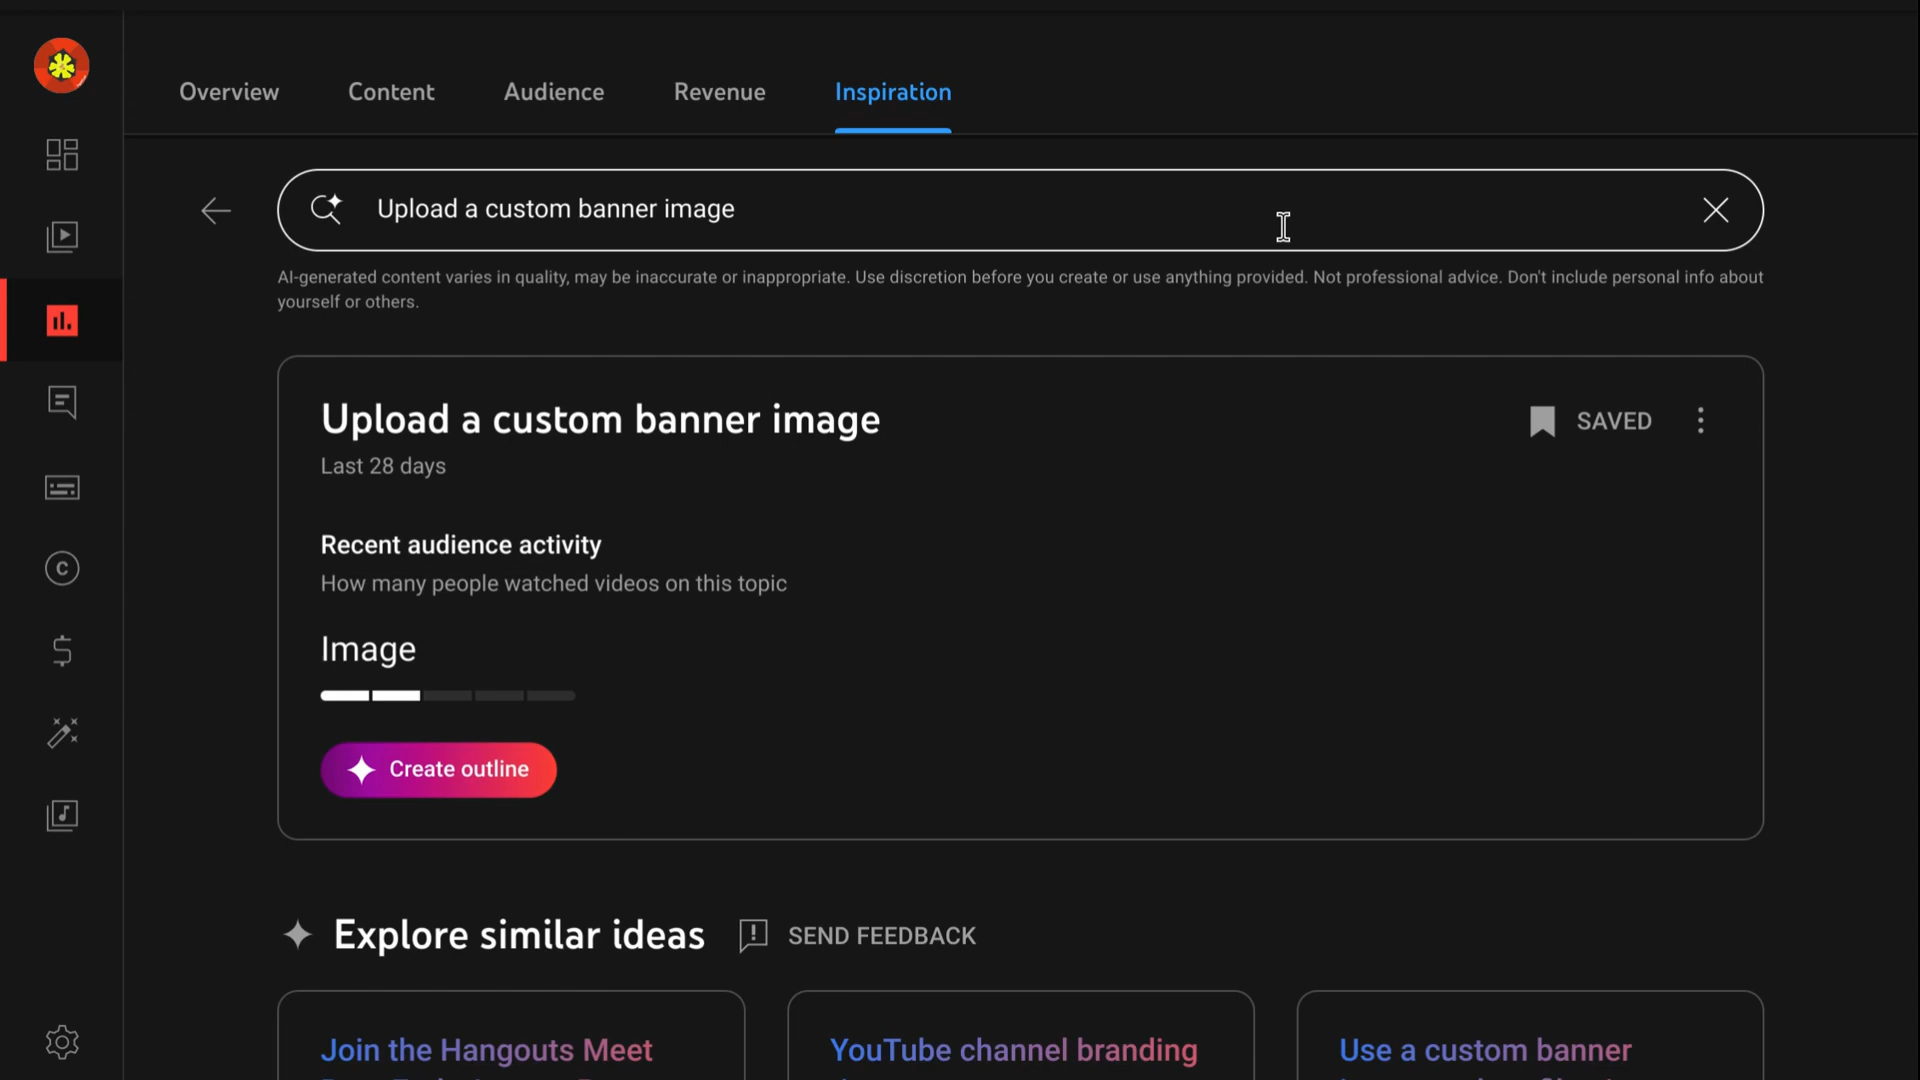 Overview Content Audience Revenue Inspiration
Upload a custom banner image
AI-generated content varies in quality, may be inaccurate or inappropriate. Use discretion before you create or use anything provided. Not professional advice. Don't include personal info about
yourself or others.
Upload a custom banner image
SAVED
Last 28 days
Recent audience activity
How many people watched videos on this topic
Image
Create outline
Explore similar ideas
SEND FEEDBACK
Join the Hangouts Meet
YouTube channel branding
Use a custom banner